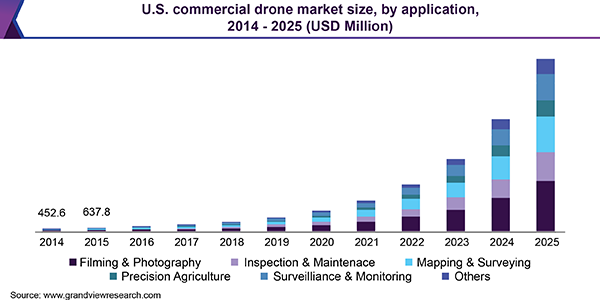 U.S. commercial drone market size, by application,
2014 - 2025 (USD Million)
452.6 637.8
2014 2015 2016 2017 2018 2019 2020 2021 2022 2023 2024 2025
Filming & Photography Inspection & Maintenace Mapping & Surveying
Precision Agriculture Surveilliance & Monitoring Others
Source: www.grandviewresearch.com